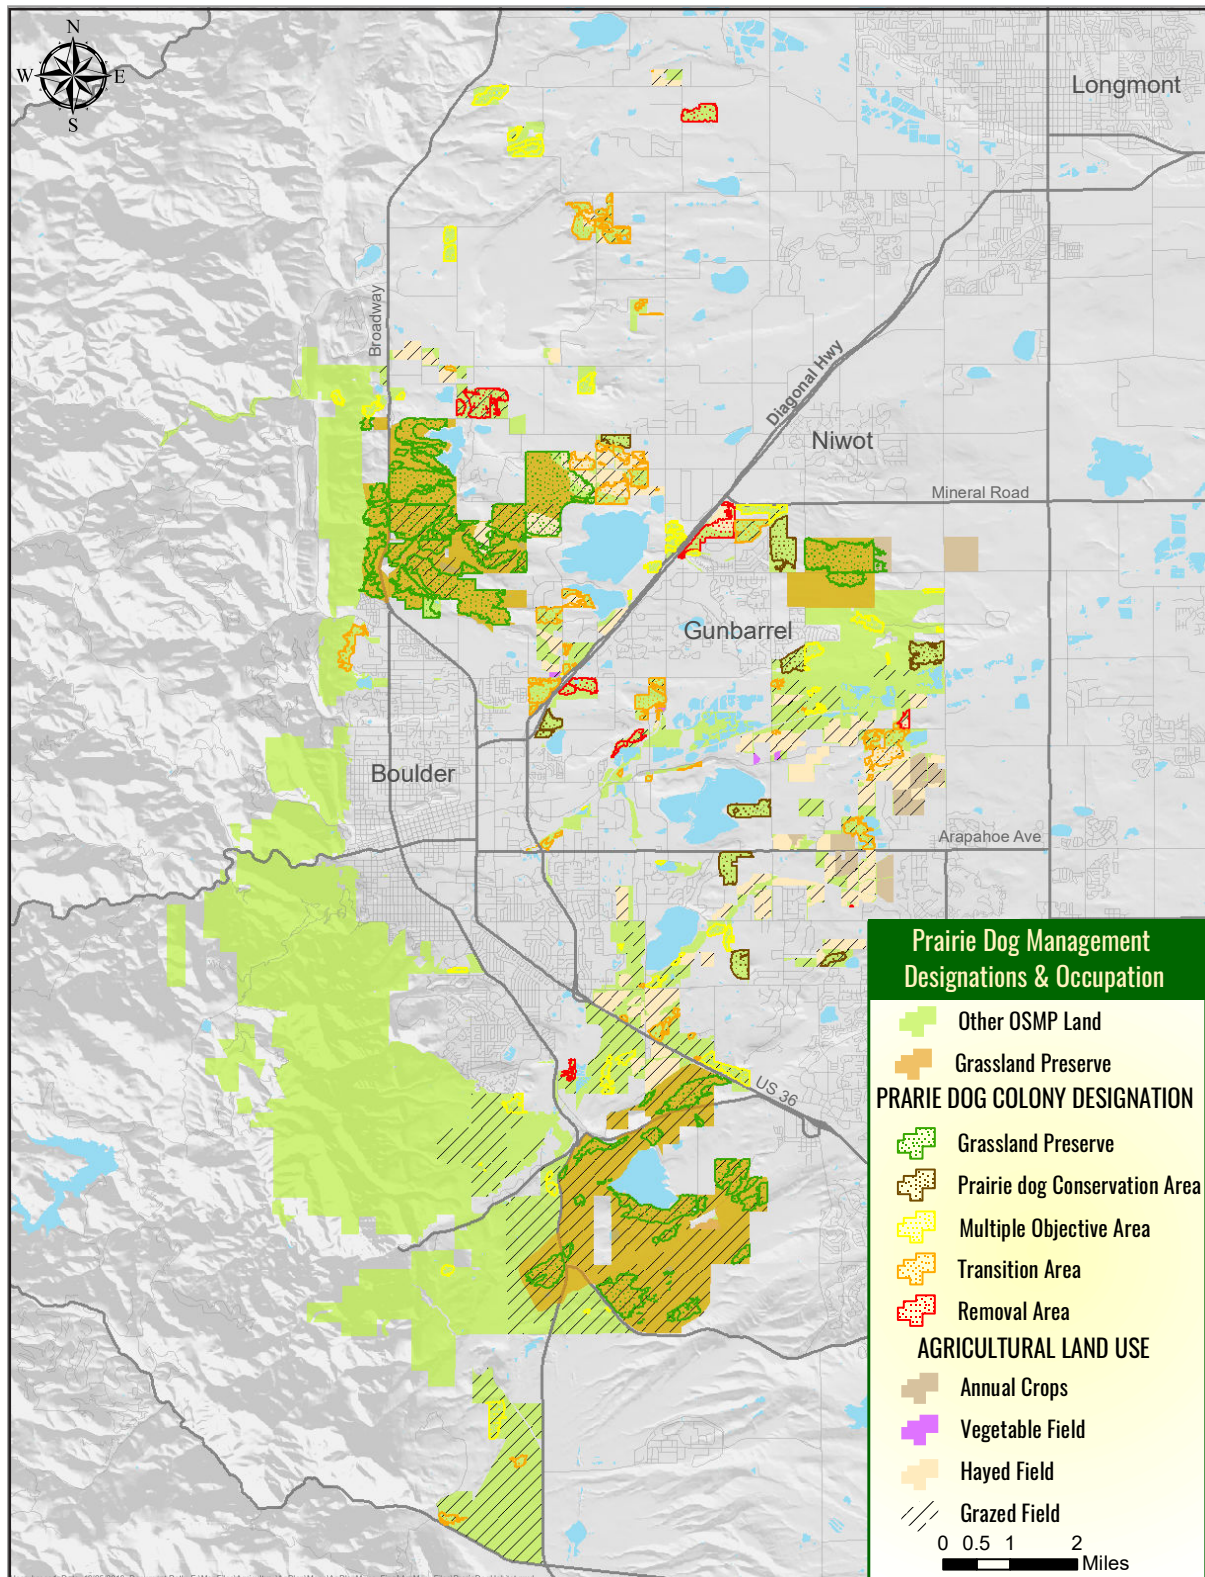 N
W E
S
Longmont
Broadway
Diagonal Hwy
Niwot
Mineral Road
Gunbarrel
Boulder
Arapahoe Ave
US 36
Prairie Dog Management
Designations & Occupation
Other OSMP Land
Grassland Preserve
PRARIE DOG COLONY DESIGNATION
Grassland Preserve
Prairie dog Conservation Area
Multiple Objective Area
Transition Area
Removal Area
AGRICULTURAL LAND USE
Annual Crops
Vegetable Field
Hayed Field
Grazed Field
0 0.5 1 2
Miles